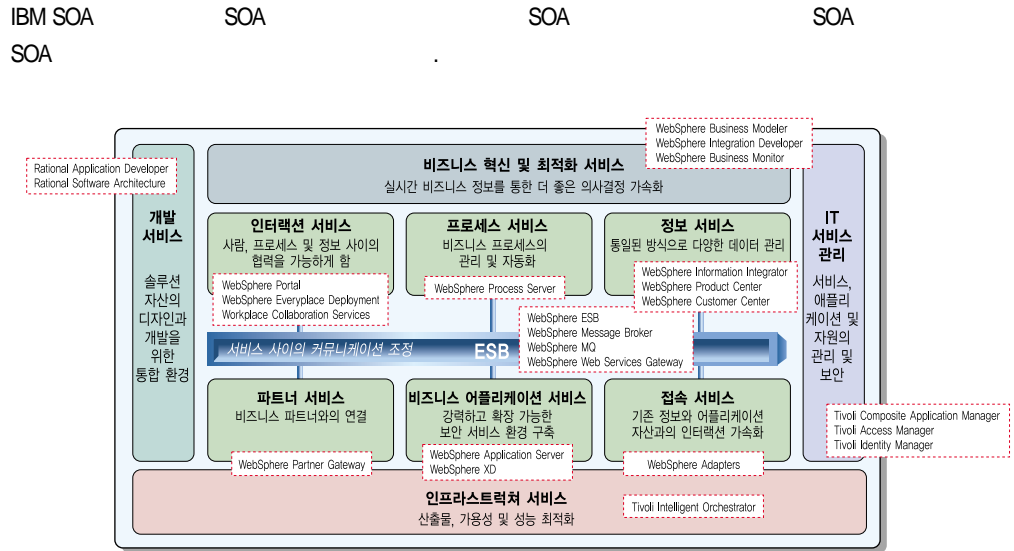 IBM SOA SOA SOA SOA
SOA .
WebSphere Business Modeler
WebSphere Integration Developer
WebSphere Business Monitor
Rational Application Developer
Rational Software Architecture
비즈니스 혁신 및 최적화 서비스
실시간 비즈니스 정보를 통한 더 좋은 의사결정 가속화
개발
서비스
솔루션
자산의
디자인과
개발을
위한
통합 환경
인터랙션 서비스
사람, 프로세스 및 정보 사이의
협력을 가능하게 함
WebSphere Portal
WebSphere Everyplace Deployment
Workplace Collaboration Services
프로세스 서비스
비즈니스 프로세스의
관리 및 자동화
WebSphere Process Server
정보 서비스
통일된 방식으로 다양한 데이터 관리
WebSphere Information Integrator
WebSphere Product Center
WebSphere Customer Center
IT
서비스
관리
서비스,
애플리
케이션 및
자원의
관리 및
보안
서비스 사이의 커뮤니케이션 조정
ESB
WebSphere ESB
WebSphere Message Broker
WebSphere MQ
WebSphere Web Services Gateway
파트너 서비스
비즈니스 파트너와의 연결
WebSphere Partner Gateway
비즈니스 어플리케이션 서비스
강력하고 확장 가능한
보안 서비스 환경 구축
WebSphere Application Server
WebSphere XD
접속 서비스
기존 정보와 어플리케이션
자산과의 인터랙션 가속화
WebSphere Adapters
Tivoli Composite Application Manager
Tivoli Access Manager
Tivoli Identity Manager
인프라스트럭쳐 서비스
산출물, 가용성 및 성능 최적화
Tivoli Intelligent Orchestrator